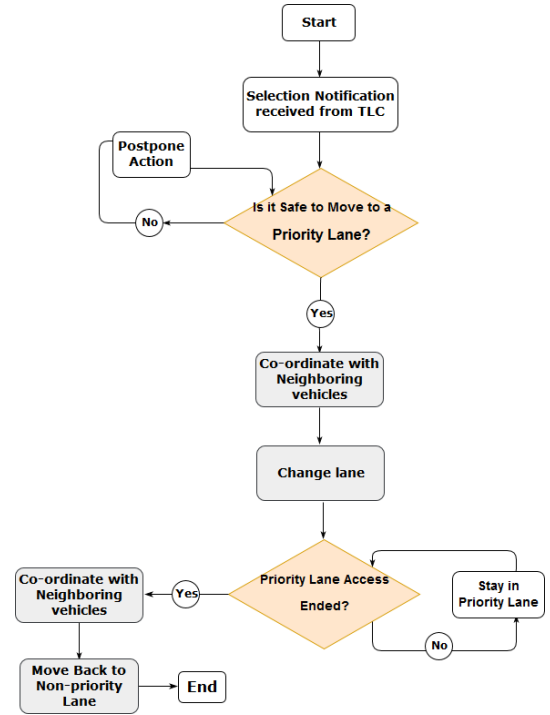 Start
Selection Notification
received from TLC
Postpone
Action
Is it Safe to Move to a
Priority Lane?
No
Yes
Co-ordinate with
Neighboring
vehicles
Change lane
Priority Lane Access
Ended?
Stay in
Priority Lane
No
Yes
Co-ordinate with
Neighboring
vehicles
Move Back to
Non-priority
Lane
End